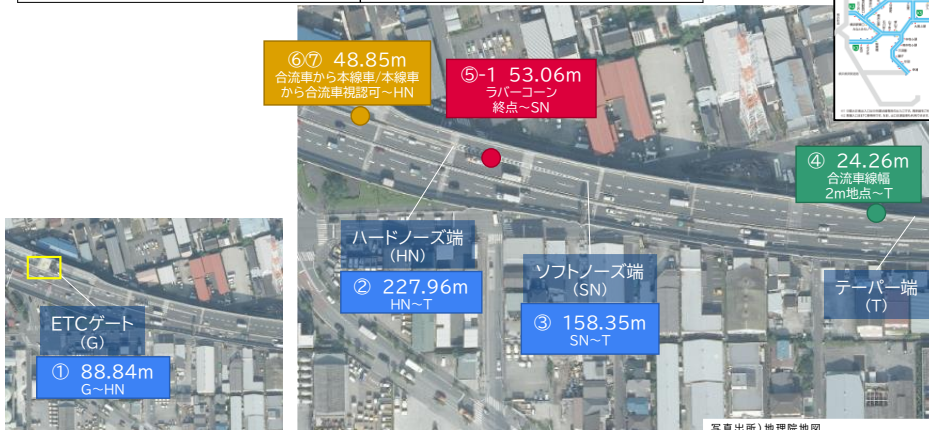 ⑥⑦ 48.85m
合流車から本線車/本線車
から合流車視認可～HN
⑤-1 53.06m
ラバーコーン
終点～SN
④ 24.26m
合流車線幅
2m地点～T
ハードノーズ端
(HN)
② 227.96m
HN～T
ソフトノーズ端
(SN)
③ 158.35m
SN～T
テーパー端
(T)
ETCゲート
(G)
① 88.84m
G～HN
写真出所)地理院地図